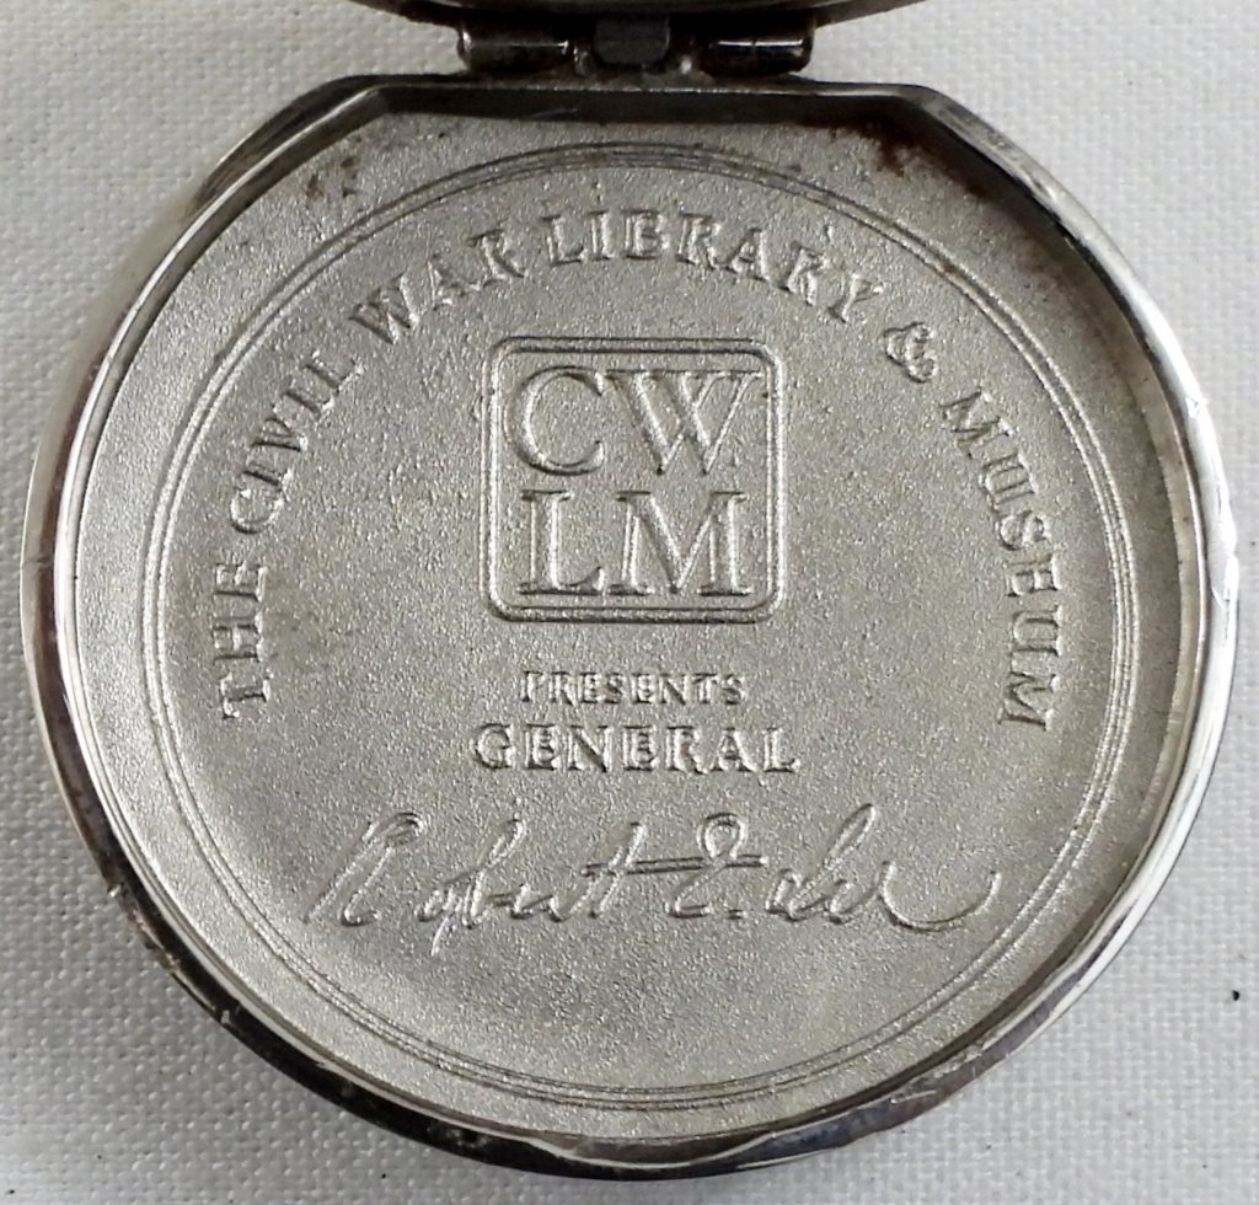 THE CIVIL WAR LIBRARY & MUSEUM
CW
LM
PRESENTS
GENERAL
Robert E. Lee